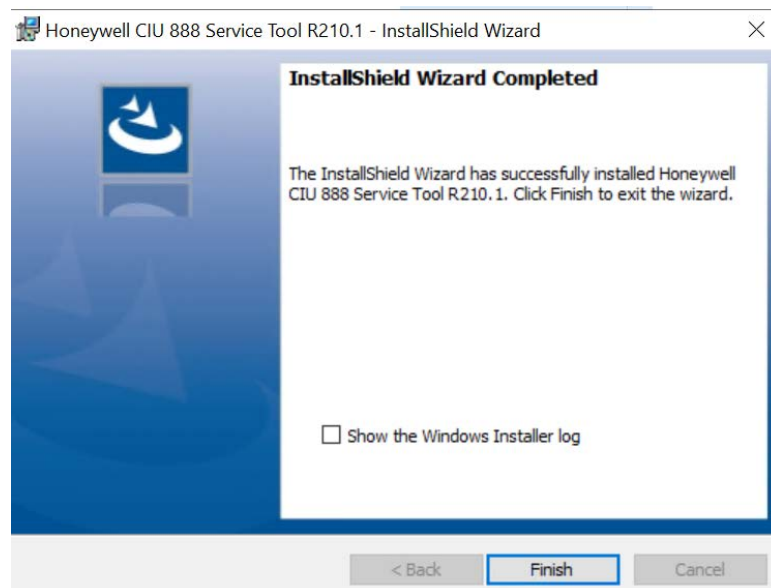 Honeywell CIU 888 Service Tool R210.1 - InstallShield Wizard
InstallShield Wizard Completed
The InstallShield Wizard has successfully installed Honeywell
CIU 888 Service Tool R210.1. Click Finish to exit the wizard.
Show the Windows Installer log
< Back
Finish
Cancel